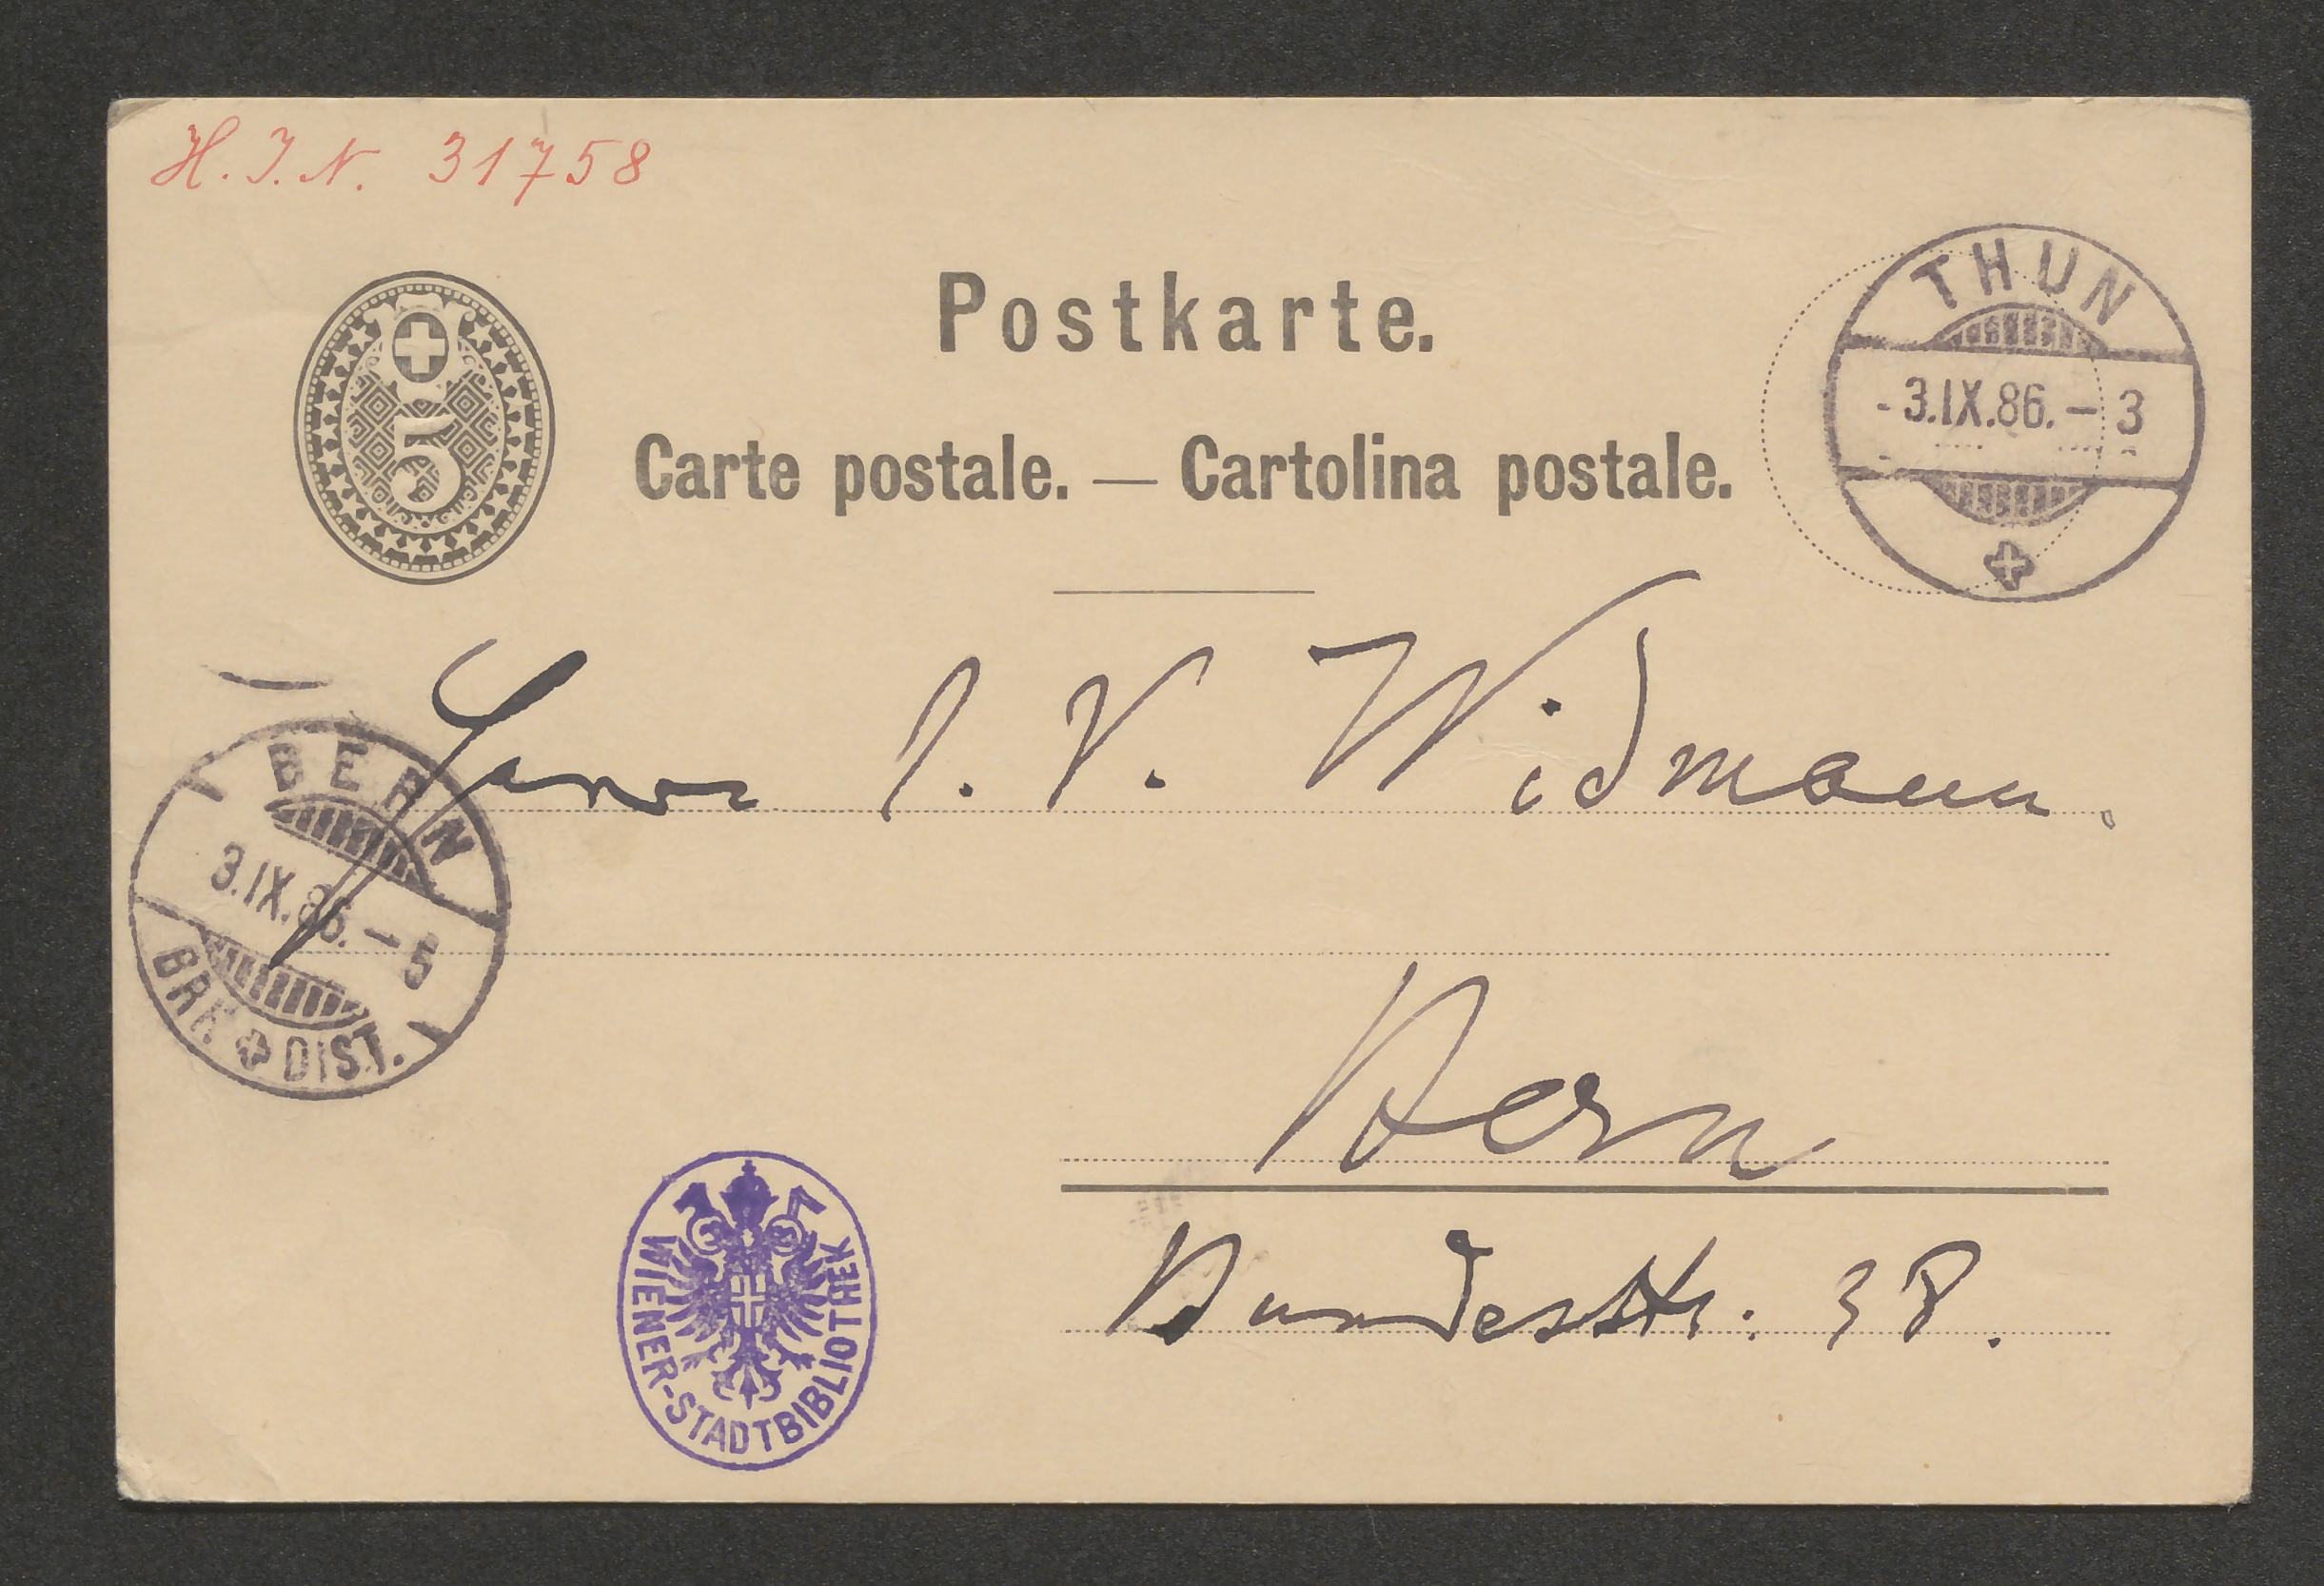 H. I. N. 31758
Postkarte.
5
Carte postale. — Cartolina postale.
THUN
- 3.IX.86. — 3
Herrn J. V. Widmann.
BERN
3.IX.86. — 5
BRF. DIST.
Bern
Bundesstr. 38.
WIENER-STADTBIBLIOTHEK